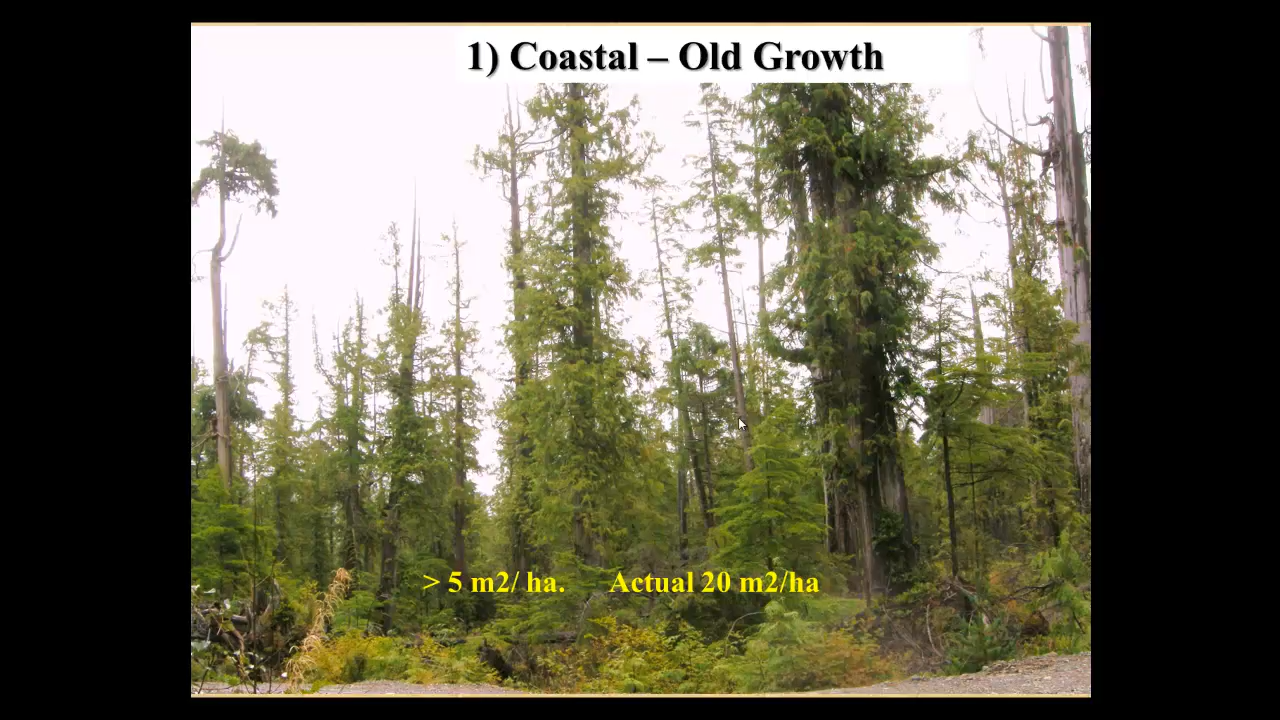 1) Coastal – Old Growth
> 5 m2/ ha. Actual 20 m2/ha